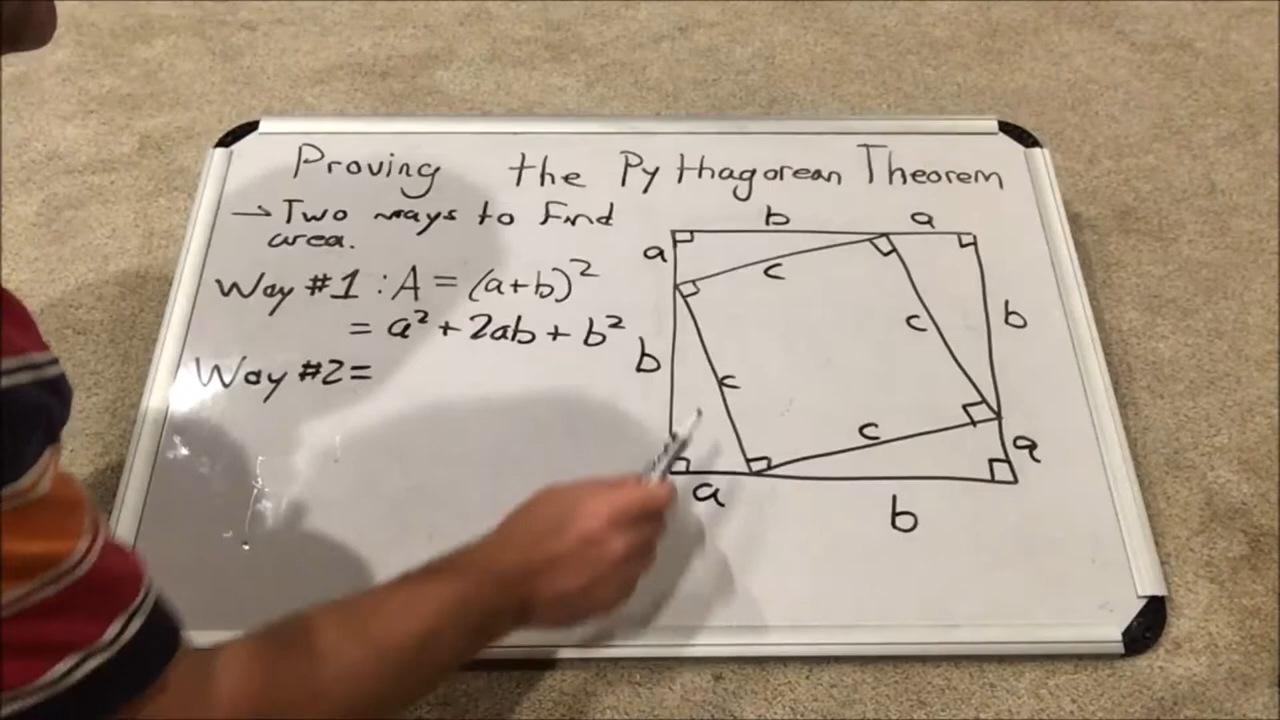 Proving the Pythagorean Theorem
→ Two ways to Find
area.
Way #1 : A = (a+b)²
= a² + 2ab + b²
Way #2 =
b a
a
c
c b
b
c
c
a
a
b